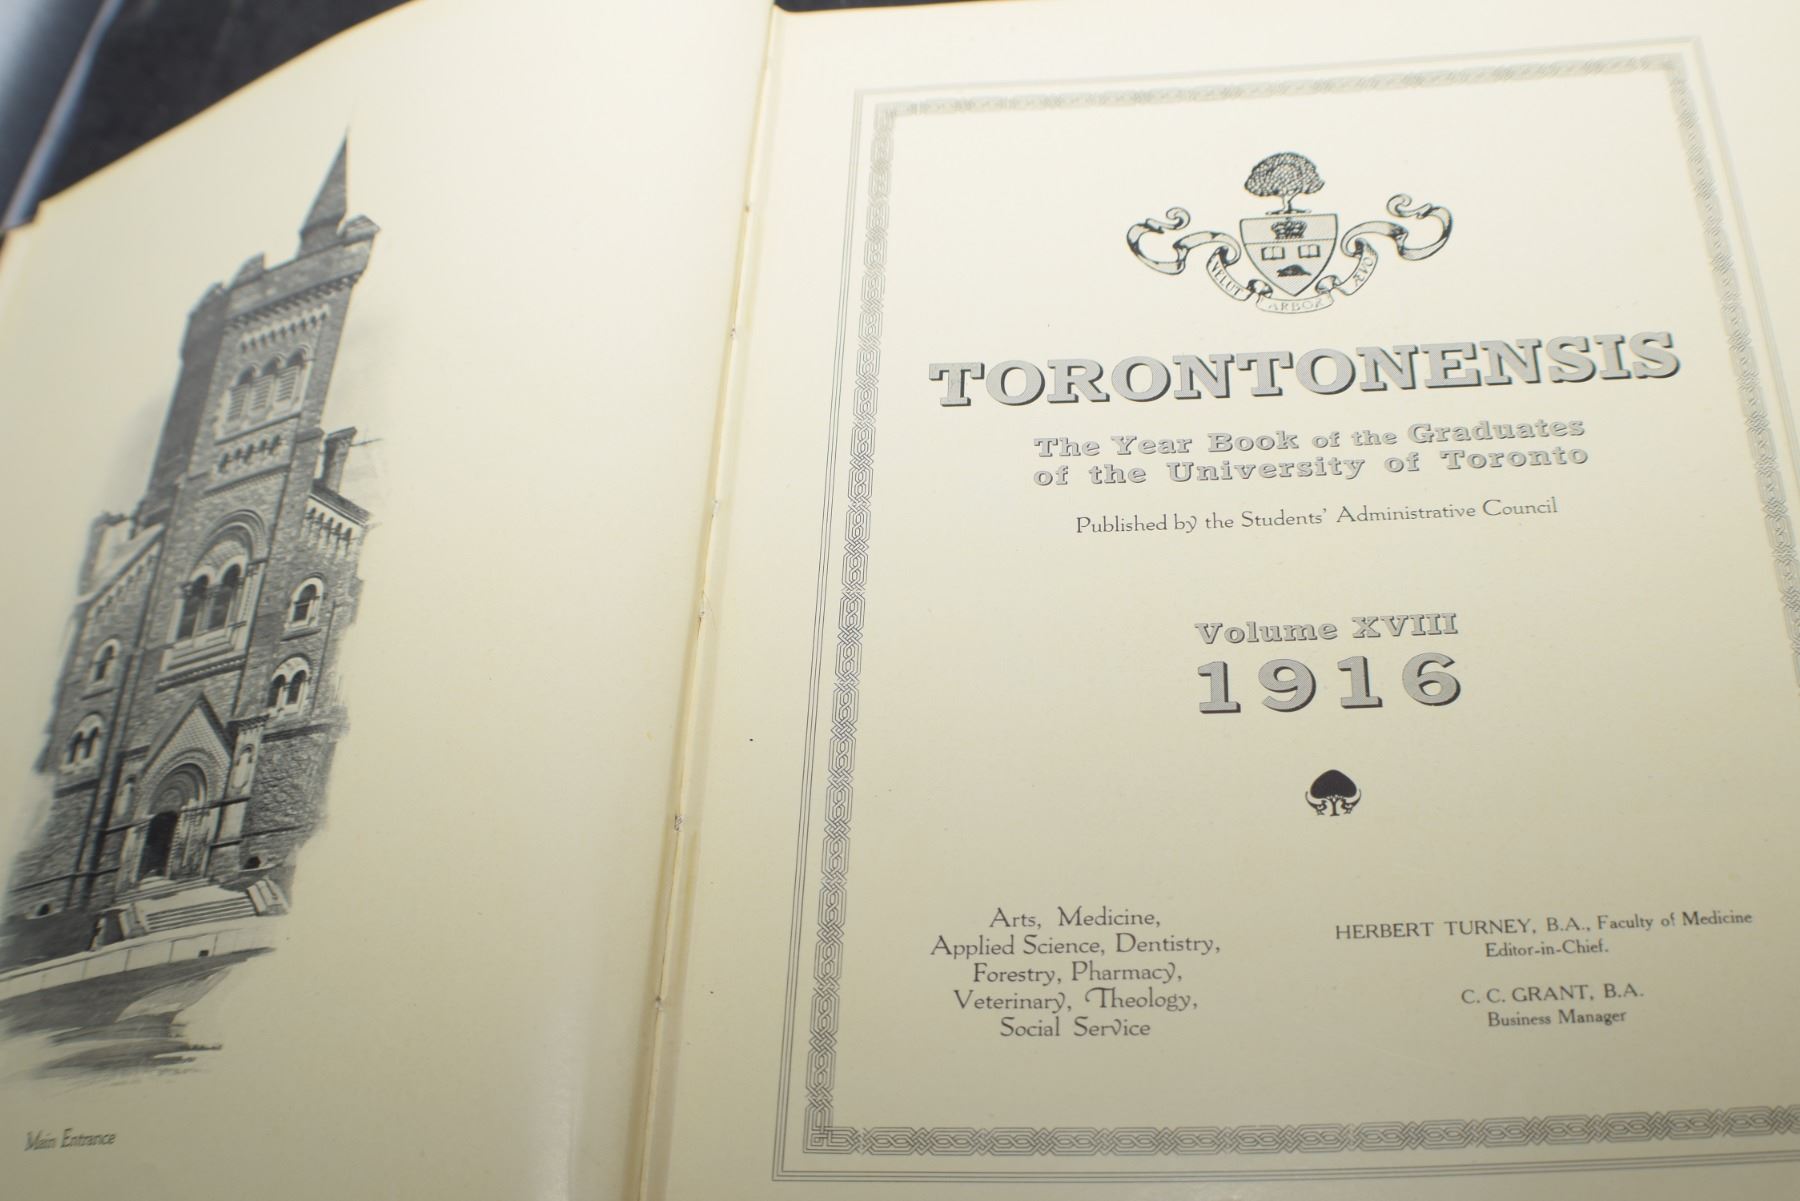 Main Entrance
VELUT ARBOR ÆVO
TORONTONENSIS
The Year Book of the Graduates
of the University of Toronto
Published by the Students' Administrative Council
Volume XVIII
1916
Arts, Medicine,
Applied Science, Dentistry,
Forestry, Pharmacy,
Veterinary, Theology,
Social Service
HERBERT TURNEY, B.A., Faculty of Medicine
Editor-in-Chief.
C. C. GRANT, B.A.
Business Manager